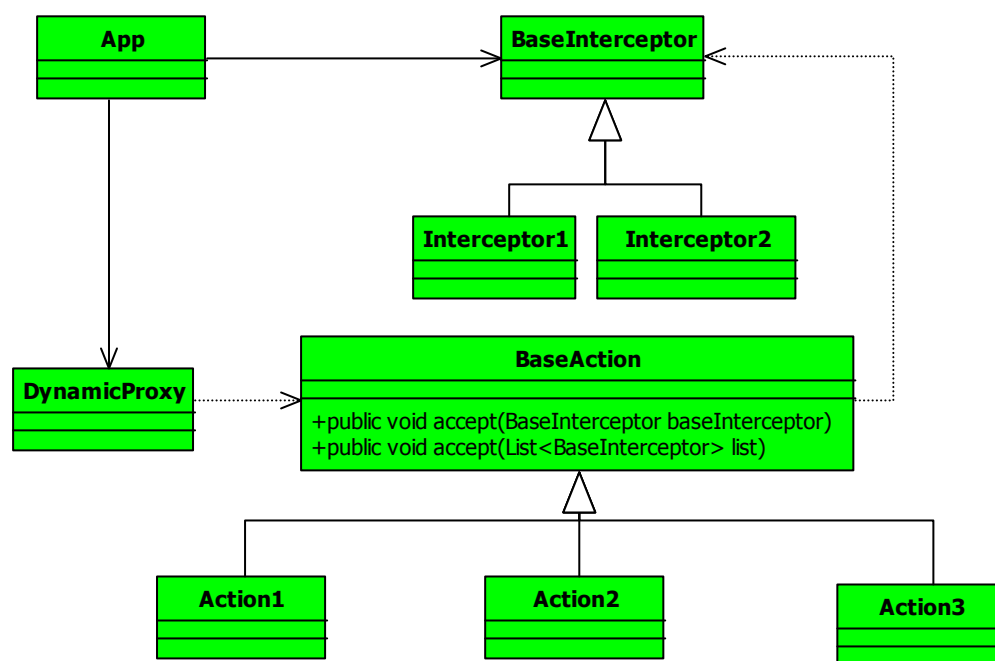 App
BaseInterceptor
Interceptor1
Interceptor2
BaseAction
DynamicProxy
+public void accept(BaseInterceptor baseInterceptor)
+public void accept(List<BaseInterceptor> list)
Action1
Action2
Action3